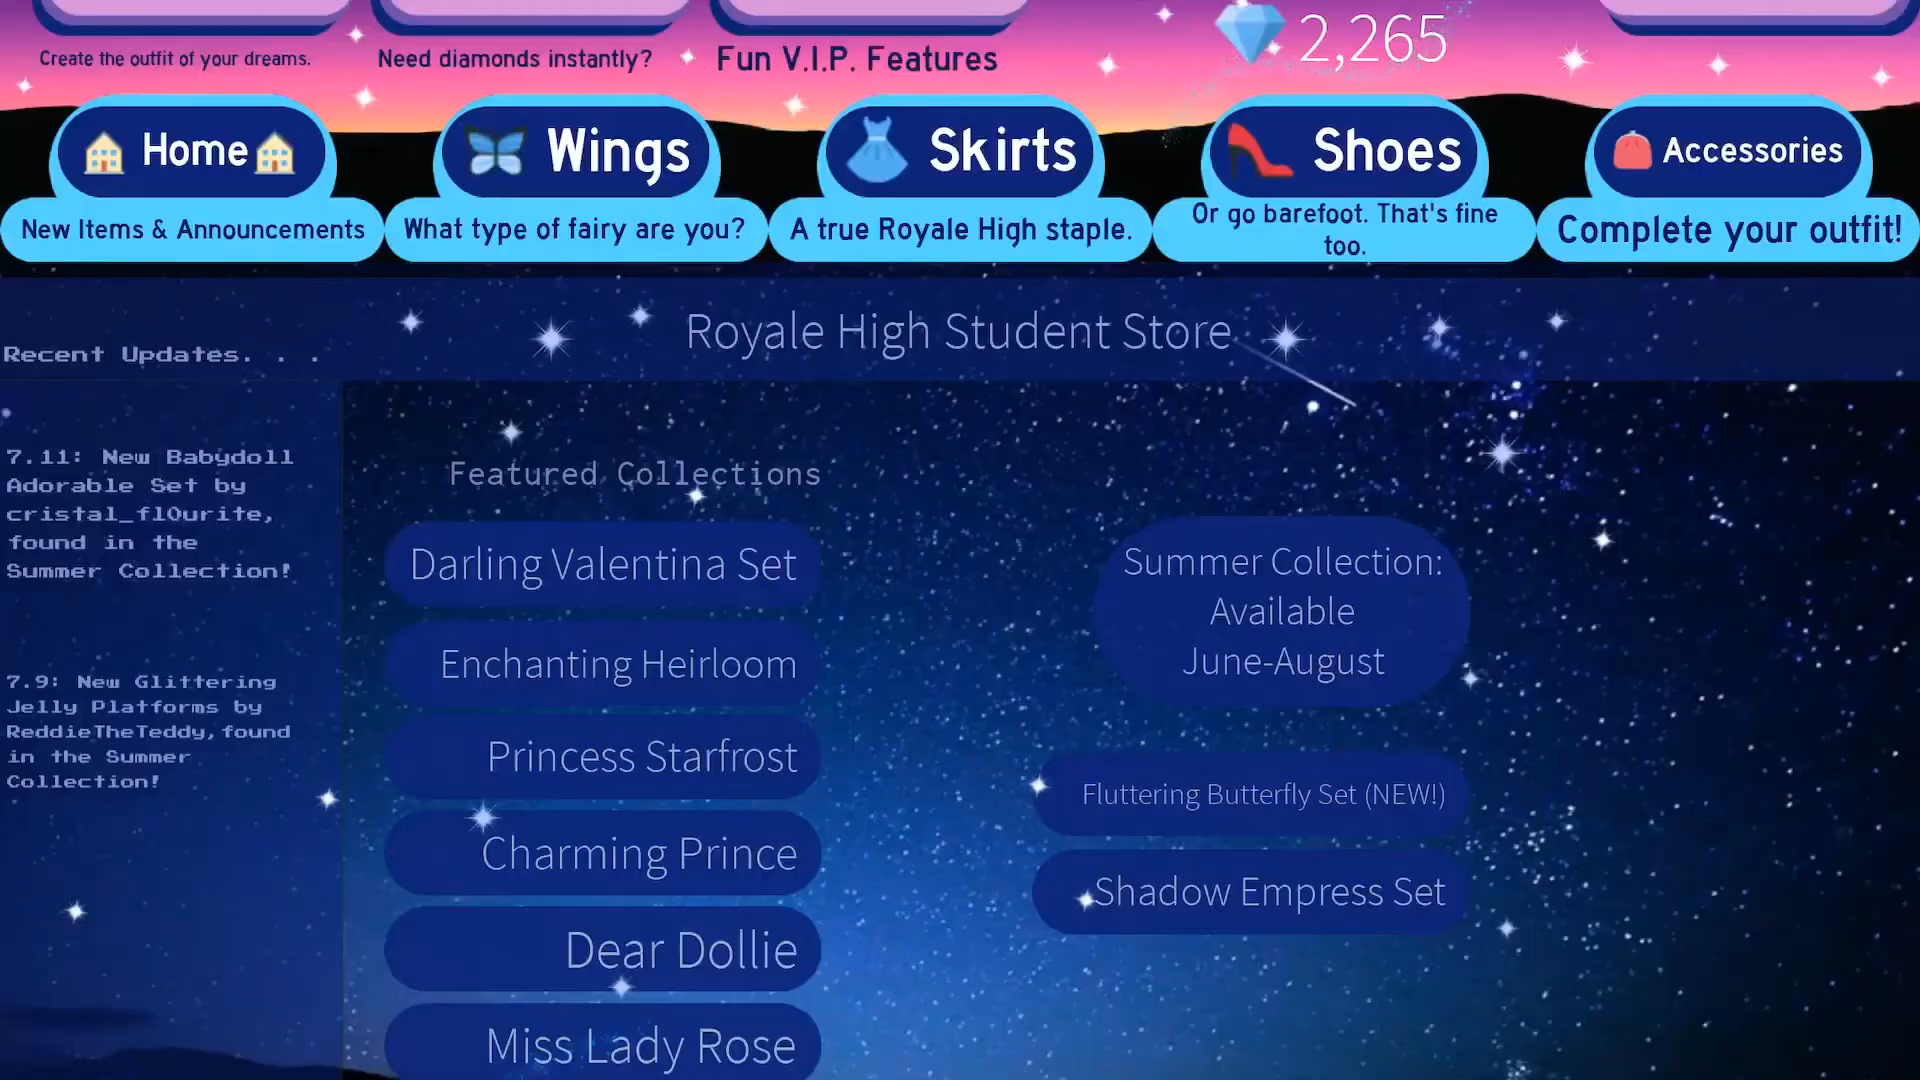 Create the outfit of your dreams.
Need diamonds instantly?
Fun V.I.P. Features
2,265
Home
Wings
Skirts
Shoes
Accessories
New Items & Announcements
What type of fairy are you?
A true Royale High staple.
Or go barefoot. That's fine
too.
Complete your outfit!
Royale High Student Store
Recent Updates. . .
7.11: New Babydoll
Adorable Set by
cristal_fl0urite,
found in the
Summer Collection!
7.9: New Glittering
Jelly Platforms by
ReddieTheTeddy, found
in the Summer
Collection!
Featured Collections
Darling Valentina Set
Enchanting Heirloom
Princess Starfrost
Charming Prince
Dear Dollie
Miss Lady Rose
Summer Collection:
Available
June-August
Fluttering Butterfly Set (NEW!)
Shadow Empress Set